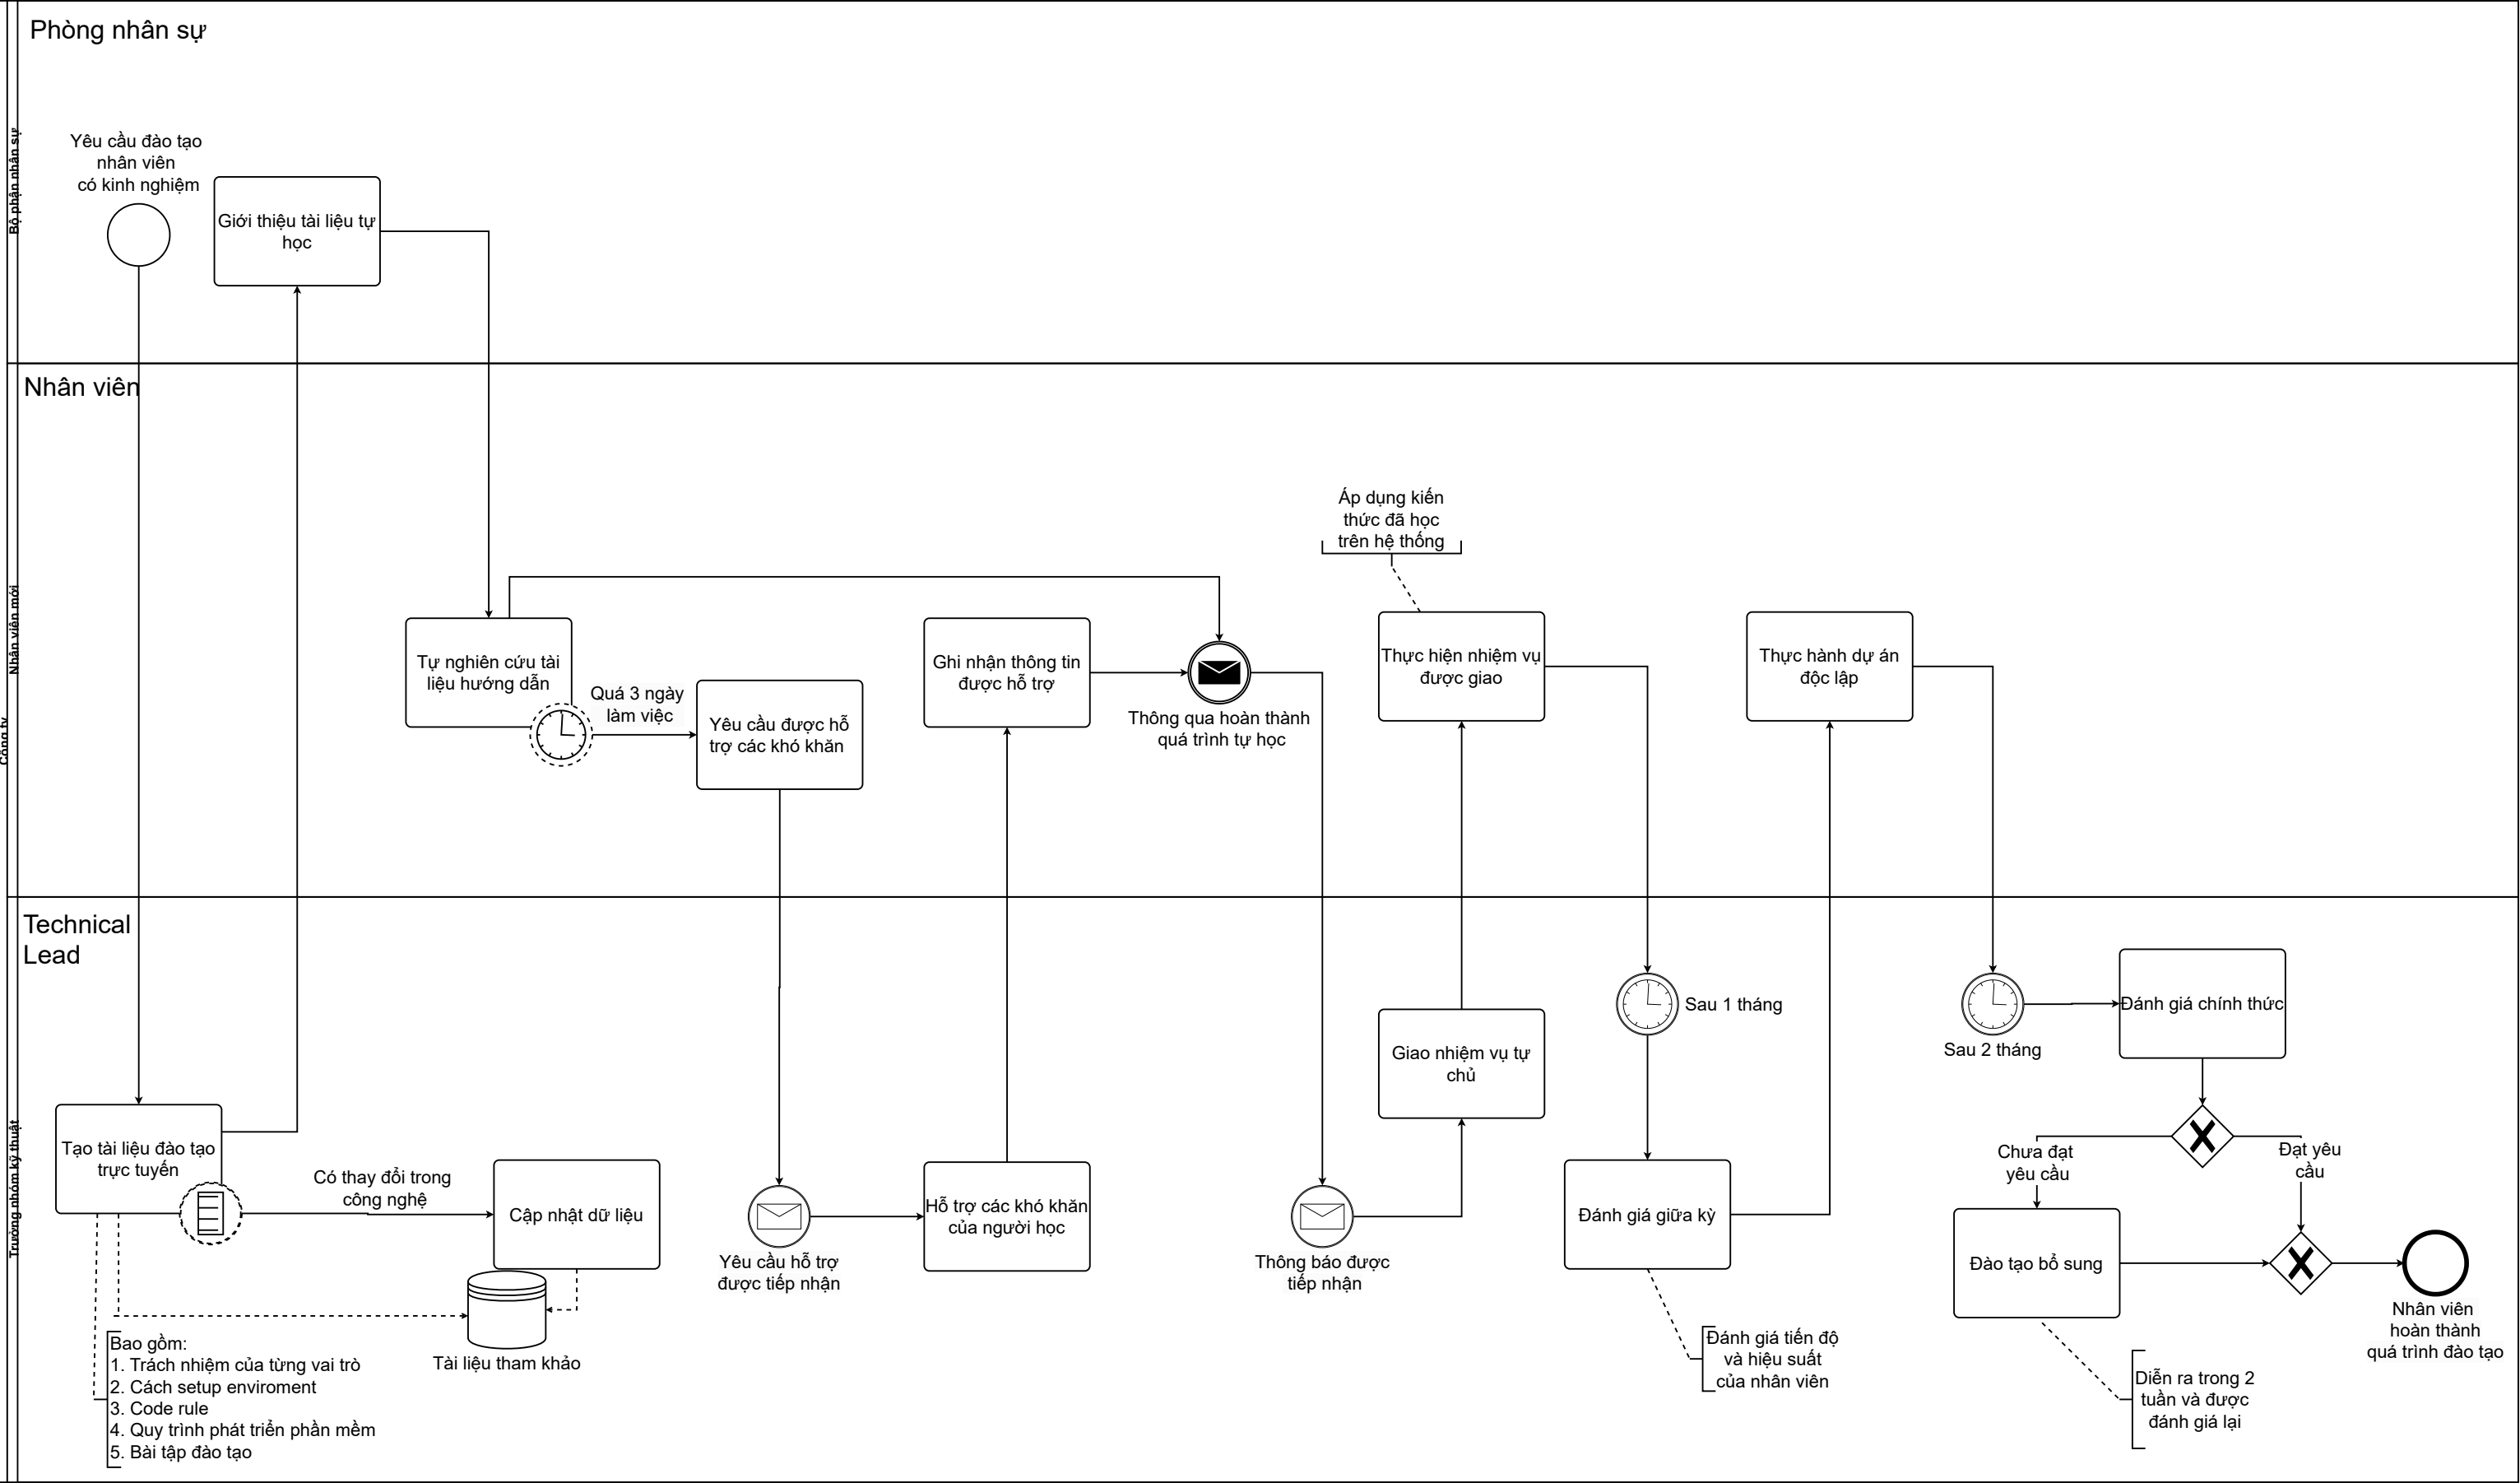 Phòng nhân sự
Bộ phận nhân sự
Yêu cầu đào tạo
nhân viên
có kinh nghiệm
Giới thiệu tài liệu tự
học
Nhân viên
Nhân viên mới
Công ty
Áp dụng kiến
thức đã học
trên hệ thống
Tự nghiên cứu tài
liệu hướng dẫn
Quá 3 ngày
làm việc
Yêu cầu được hỗ
trợ các khó khăn
Ghi nhận thông tin
được hỗ trợ
Thông qua hoàn thành
quá trình tự học
Thực hiện nhiệm vụ
được giao
Thực hành dự án
độc lập
Technical
Lead
Trưởng nhóm kỹ thuật
Tạo tài liệu đào tạo
trực tuyến
Có thay đổi trong
công nghệ
Cập nhật dữ liệu
Tài liệu tham khảo
Bao gồm:
1. Trách nhiệm của từng vai trò
2. Cách setup enviroment
3. Code rule
4. Quy trình phát triển phần mềm
5. Bài tập đào tạo
Yêu cầu hỗ trợ
được tiếp nhận
Hỗ trợ các khó khăn
của người học
Thông báo được
tiếp nhận
Giao nhiệm vụ tự
chủ
Sau 1 tháng
Đánh giá giữa kỳ
Đánh giá tiến độ
và hiệu suất
của nhân viên
Sau 2 tháng
Đánh giá chính thức
Chưa đạt
yêu cầu
Đạt yêu
cầu
Đào tạo bổ sung
Diễn ra trong 2
tuần và được
đánh giá lại
Nhân viên
hoàn thành
quá trình đào tạo